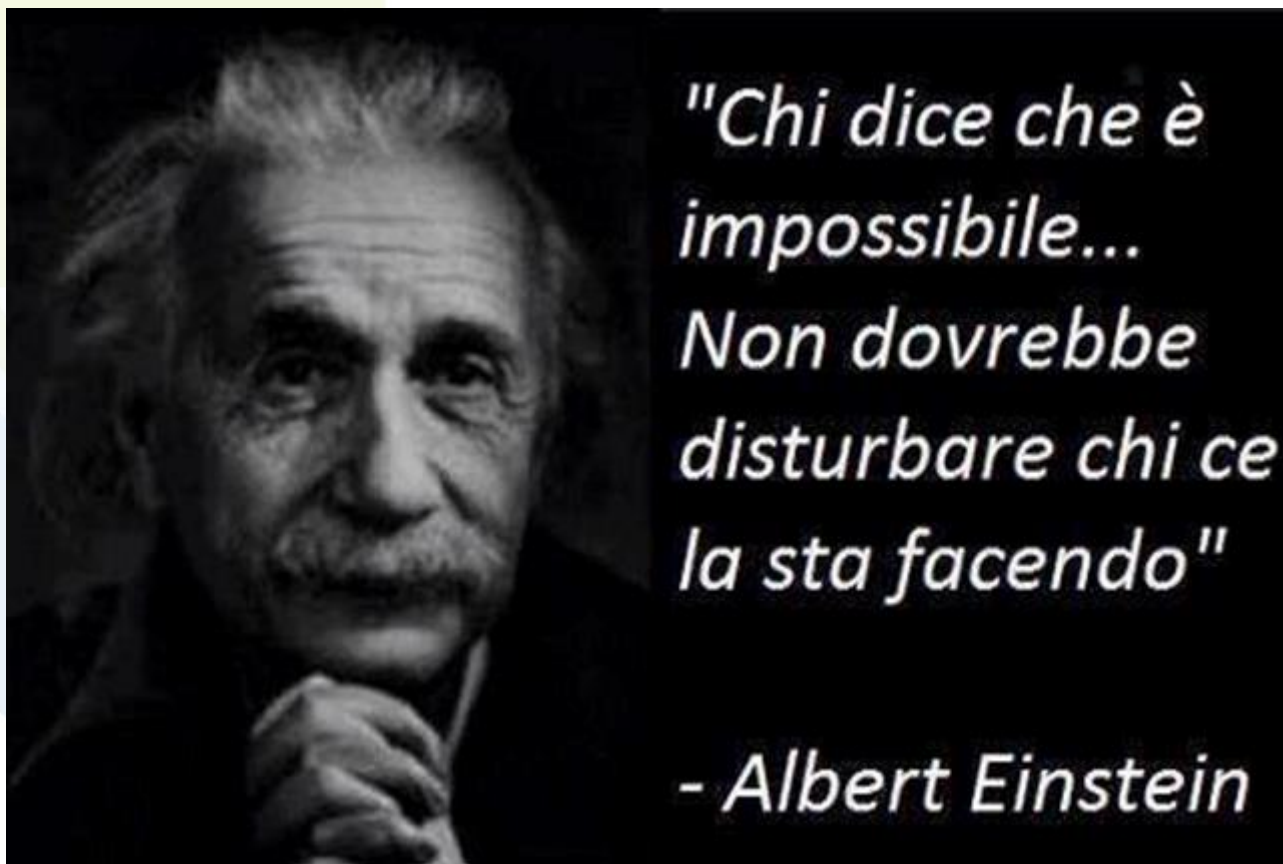 "Chi dice che è
impossibile...
Non dovrebbe
disturbare chi ce
la sta facendo"
- Albert Einstein